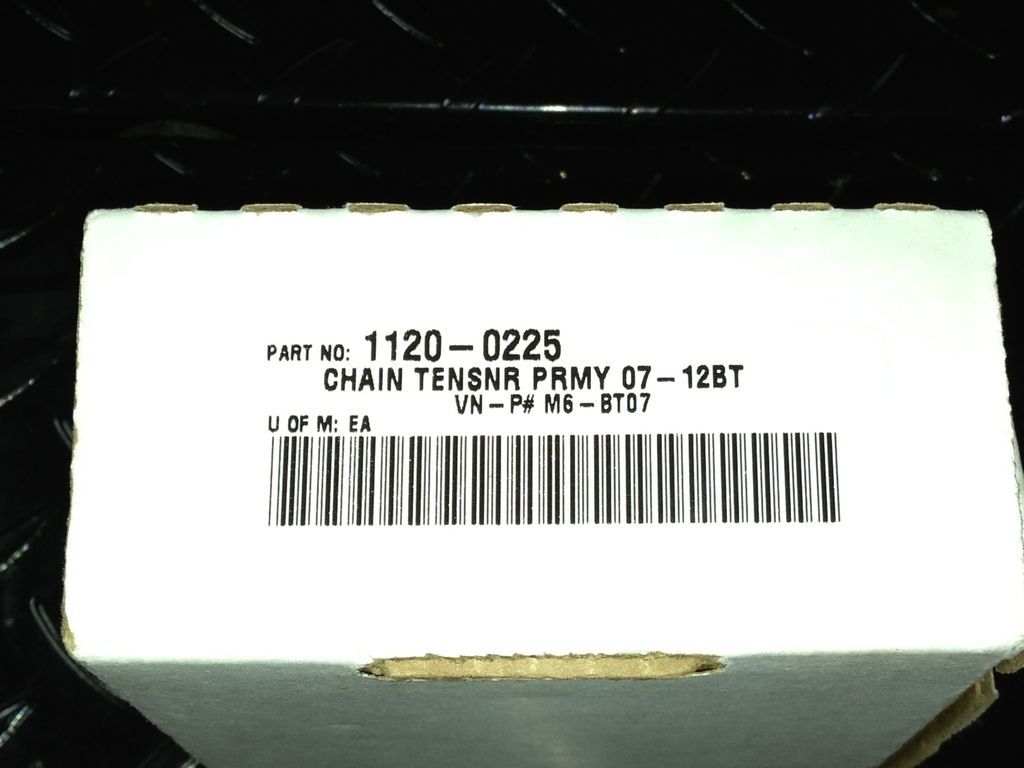 PART NO: 1120-0225
CHAIN TENSNR PRMY 07-12BT
VN-P# M6-BT07
U OF M: EA